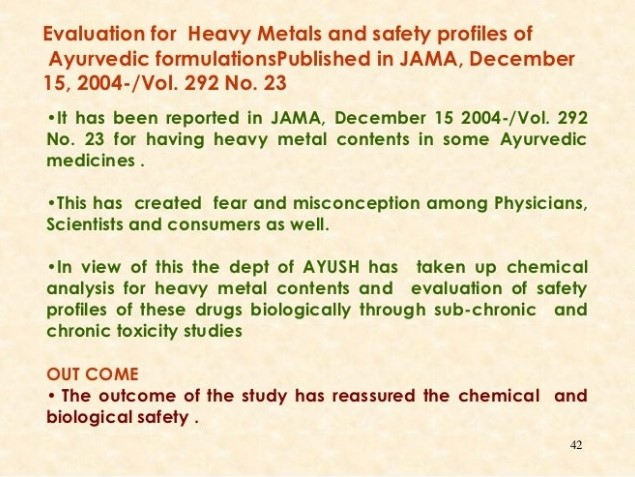 Evaluation for  Heavy Metals and safety profiles of
Ayurvedic formulationsPublished in JAMA, December
15, 2004-/Vol. 292 No. 23
•It has been reported in JAMA, December 15 2004-/Vol. 292
No. 23 for having heavy metal contents in some Ayurvedic
medicines .
•This has  created  fear and misconception among Physicians,
Scientists and consumers as well.
•In view of this the dept of AYUSH has  taken up chemical
analysis for heavy metal contents and  evaluation of safety
profiles of these drugs biologically through sub-chronic  and
chronic toxicity studies
OUT COME
• The outcome of the study has reassured the chemical  and
biological safety .
42